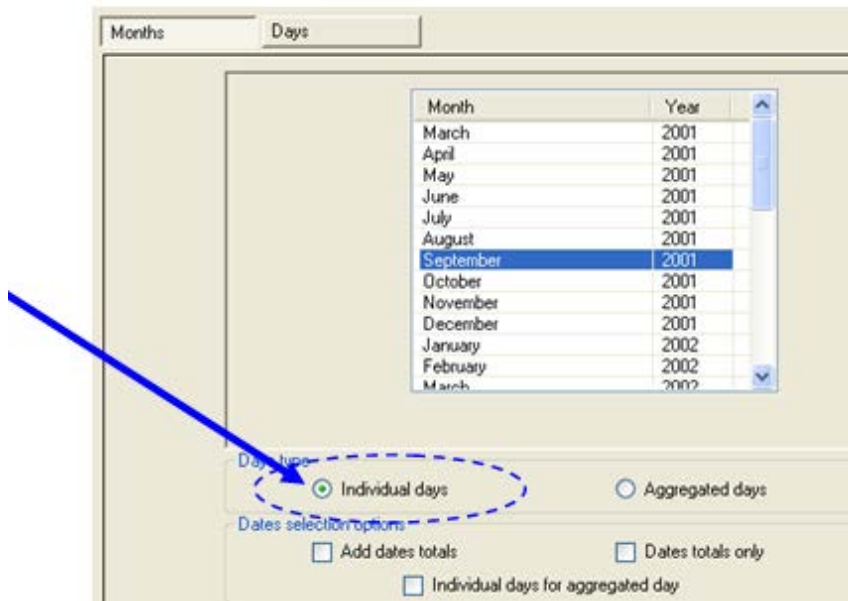 Months Days
Month Year
March 2001
April 2001
May 2001
June 2001
July 2001
August 2001
September 2001
October 2001
November 2001
December 2001
January 2002
February 2002
March 2002
Days type
Individual days Aggregated days
Dates selection options
Add dates totals Dates totals only
Individual days for aggregated day